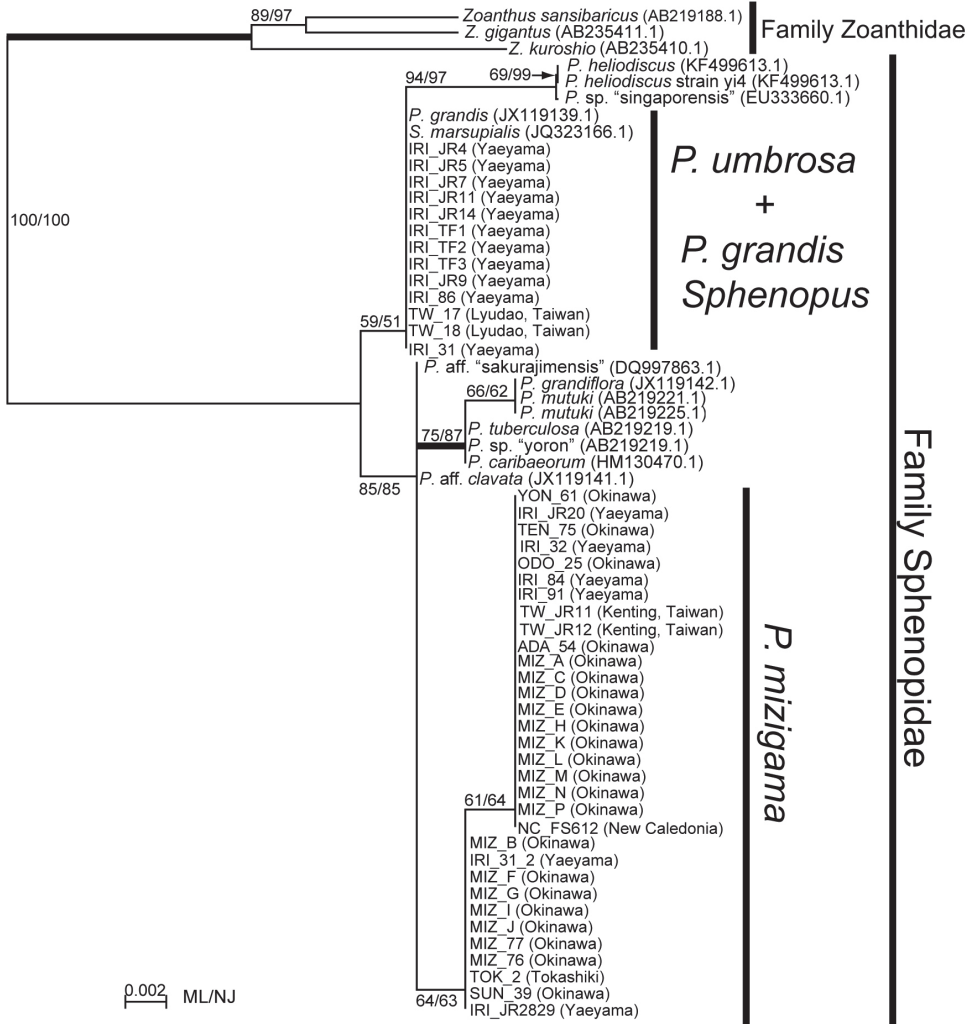 89/97
Zoanthus sansibaricus (AB219188.1)
Z. gigantus (AB235411.1)
Z. kuroshio (AB235410.1)
Family Zoanthidae
94/97
69/99
P. heliodiscus (KF499613.1)
P. heliodiscus strain yi4 (KF499613.1)
P. sp. “singaporensis” (EU333660.1)
P. grandis (JX119139.1)
S. marsupialis (JQ323166.1)
IRI_JR4 (Yaeyama)
IRI_JR5 (Yaeyama)
IRI_JR7 (Yaeyama)
IRI_JR11 (Yaeyama)
IRI_JR14 (Yaeyama)
IRI_TF1 (Yaeyama)
IRI_TF2 (Yaeyama)
IRI_TF3 (Yaeyama)
IRI_JR9 (Yaeyama)
IRI_86 (Yaeyama)
TW_17 (Lyudao, Taiwan)
TW_18 (Lyudao, Taiwan)
IRI_31 (Yaeyama)
P. umbrosa
+
P. grandis
Sphenopus
100/100
59/51
P. aff. “sakurajimensis” (DQ997863.1)
66/62
P. grandiflora (JX119142.1)
P. mutuki (AB219221.1)
P. mutuki (AB219225.1)
75/87
P. tuberculosa (AB219219.1)
P. sp. “yoron” (AB219219.1)
P. caribaeorum (HM130470.1)
85/85
P. aff. clavata (JX119141.1)
YON_61 (Okinawa)
IRI_JR20 (Yaeyama)
TEN_75 (Okinawa)
IRI_32 (Yaeyama)
ODO_25 (Okinawa)
IRI_84 (Yaeyama)
IRI_91 (Yaeyama)
TW_JR11 (Kenting, Taiwan)
TW_JR12 (Kenting, Taiwan)
ADA_54 (Okinawa)
MIZ_A (Okinawa)
MIZ_C (Okinawa)
MIZ_D (Okinawa)
MIZ_E (Okinawa)
MIZ_H (Okinawa)
MIZ_K (Okinawa)
MIZ_L (Okinawa)
MIZ_M (Okinawa)
MIZ_N (Okinawa)
MIZ_P (Okinawa)
61/64
NC_FS612 (New Caledonia)
MIZ_B (Okinawa)
IRI_31_2 (Yaeyama)
MIZ_F (Okinawa)
MIZ_G (Okinawa)
MIZ_I (Okinawa)
MIZ_J (Okinawa)
MIZ_77 (Okinawa)
MIZ_76 (Okinawa)
TOK_2 (Tokashiki)
SUN_39 (Okinawa)
IRI_JR2829 (Yaeyama)
64/63
P. mizigama
Family Sphenopidae
0.002
ML/NJ